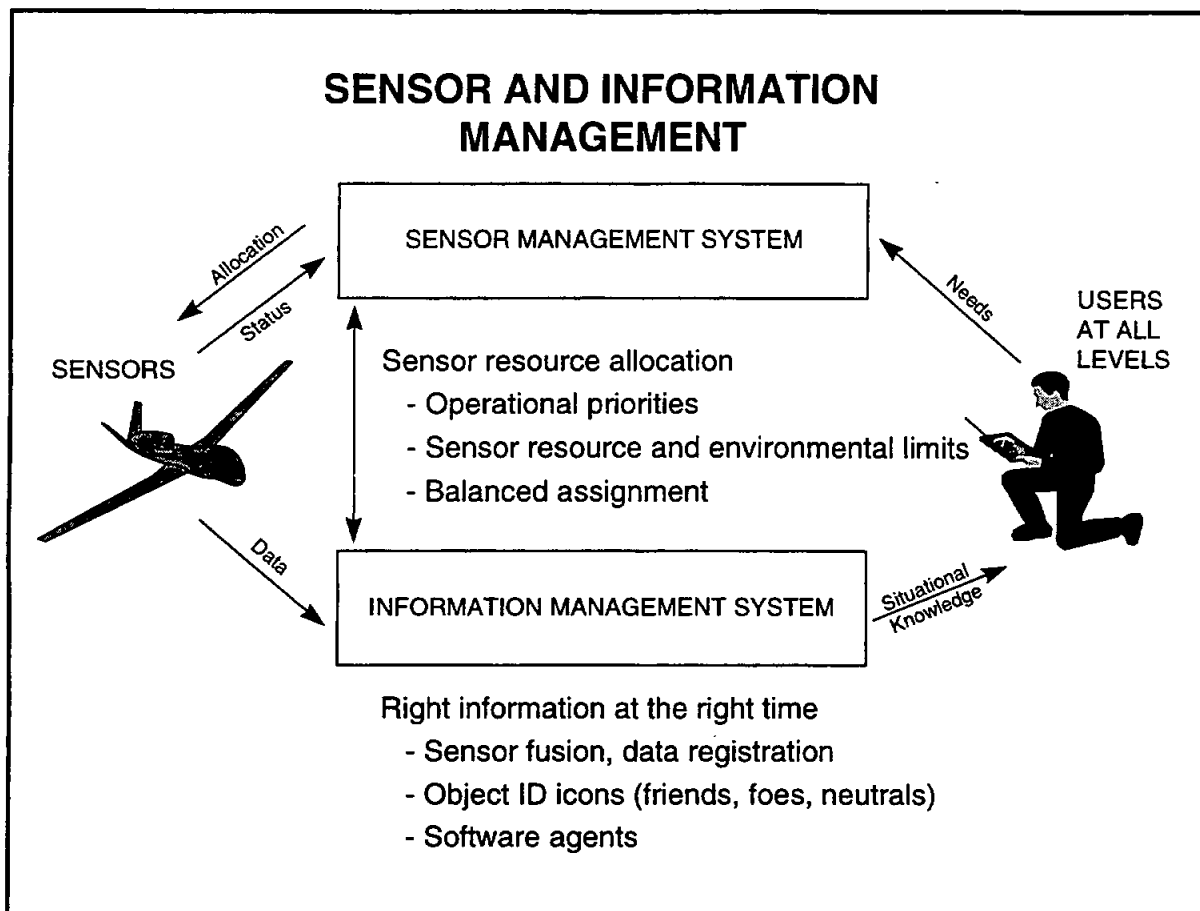 SENSOR AND INFORMATION
MANAGEMENT
SENSOR MANAGEMENT SYSTEM
Allocation
Status
Needs
USERS
AT ALL
LEVELS
SENSORS
Sensor resource allocation
- Operational priorities
- Sensor resource and environmental limits
- Balanced assignment
Data
INFORMATION MANAGEMENT SYSTEM
Situational
Knowledge
Right information at the right time
- Sensor fusion, data registration
- Object ID icons (friends, foes, neutrals)
- Software agents